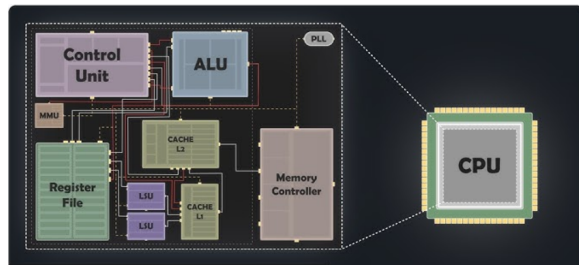 Control
Unit
ALU
PLL
MMU
CACHE
L2
Register
File
LSU
LSU
CACHE
L1
Memory
Controller
CPU